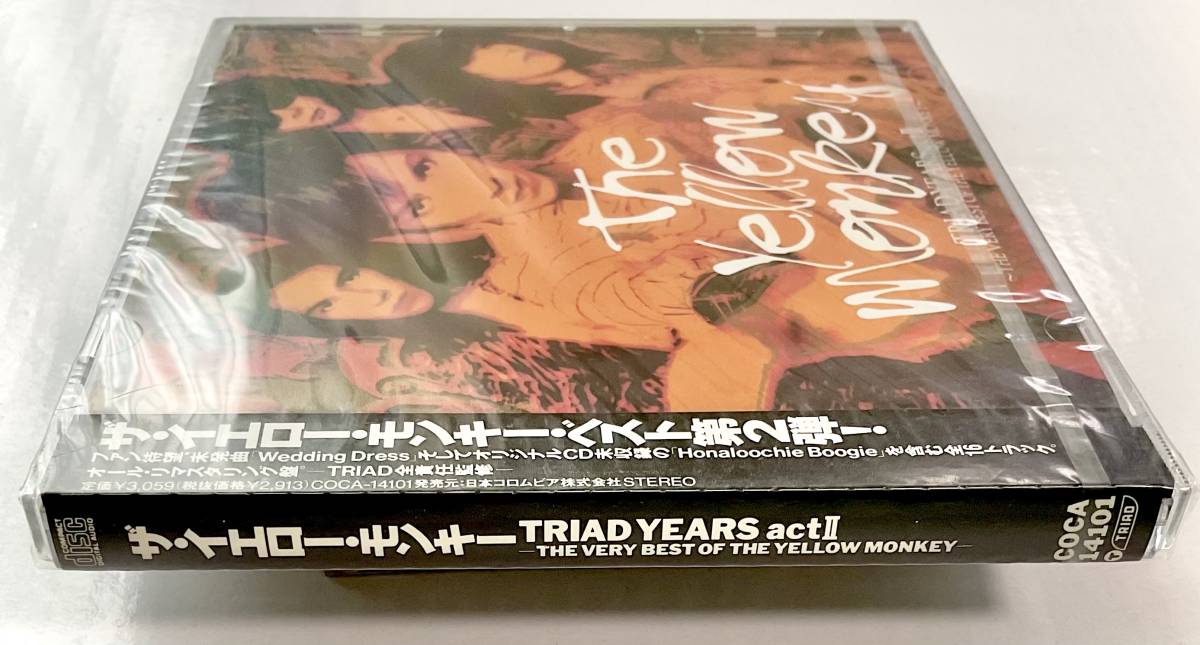 The
Yellow
Monkey
ザ・イエロー・モンキー・ベスト第2弾!
ファン待望、未発曲「Wedding Dress」そしてオリジナルCD未収録の「Honaloochie Boogie」を含む全16トラック。
オール・リマスタリング盤 —TRIAD全責任監修—
定価¥3,059(税抜価格¥2,913)COCA-14101 発売元:日本コロムビア株式会社 STEREO
COMPACT
disc
DIGITAL AUDIO
ザ・イエロー・モンキー TRIAD YEARS actⅡ
—THE VERY BEST OF THE YELLOW MONKEY—
COCA
14101
TRIAD